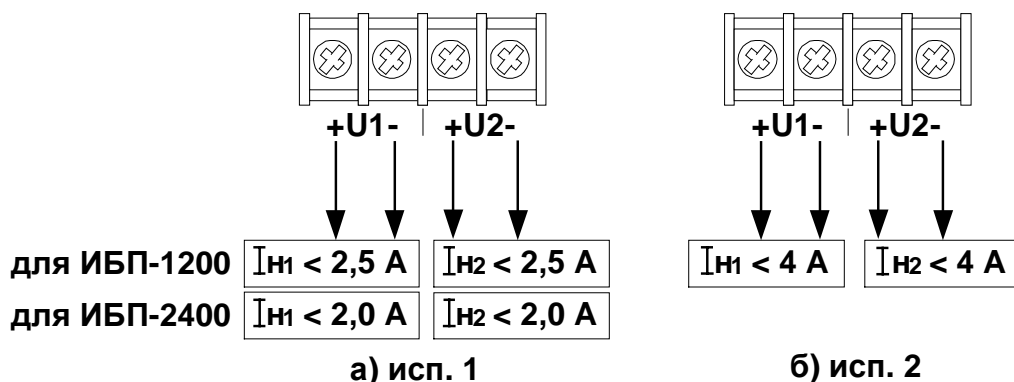 +U1- +U2- +U1- +U2-
для ИБП-1200 Iн1 < 2,5 А Iн2 < 2,5 А Iн1 < 4 А Iн2 < 4 А
для ИБП-2400 Iн1 < 2,0 А Iн2 < 2,0 А
а) исп. 1 б) исп. 2